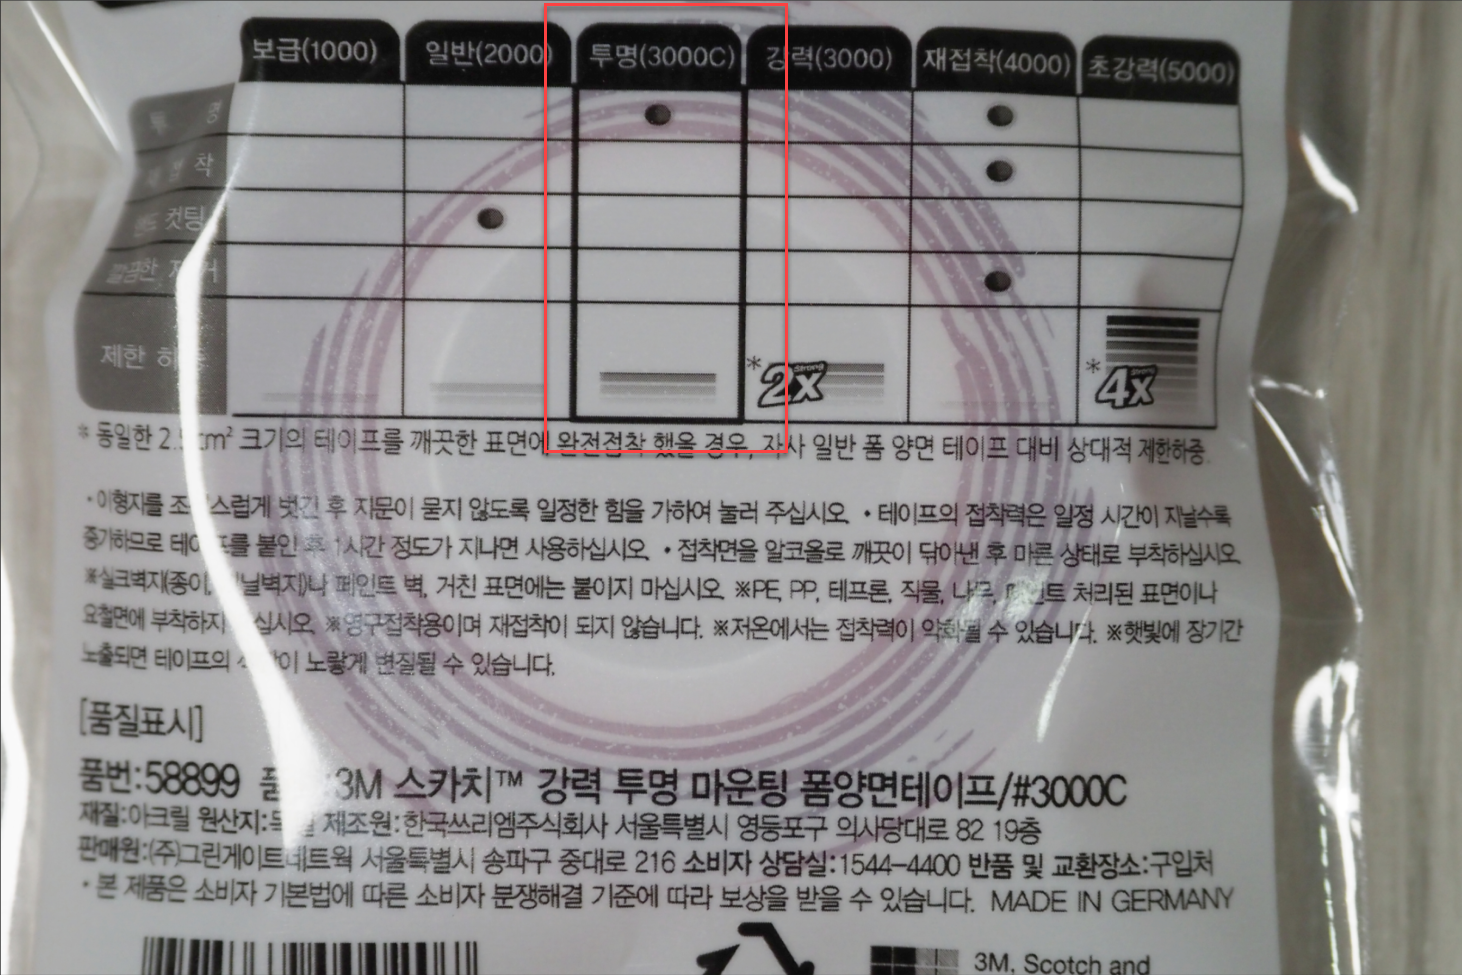 보급(1000) 일반(2000) 투명(3000C) 강력(3000) 재접착(4000) 초강력(5000)
명
착
컷팅
깔끔한 제거
제한 하
* 2x Strong * 4x Strong
* 동일한 2.5cm² 크기의 테이프를 깨끗한 표면에 완전접착 했을 경우, 자사 일반 폼 양면 테이프 대비 상대적 제한하중.
• 이형지를 조 스럽게 벗긴 후 지문이 묻지 않도록 일정한 힘을 가하여 눌러 주십시오. • 테이프의 접착력은 일정 시간이 지날수록
증가하므로 테이프를 붙인 후 1시간 정도가 지나면 사용하십시오. • 접착면을 알코올로 깨끗이 닦아낸 후 마른 상태로 부착하십시오.
※실크벽지(종이, 널벽지)나 페인트 벽, 거친 표면에는 붙이지 마십시오. ※PE, PP, 테프론, 직물, 나무, 페인트 처리된 표면이나
요철면에 부착하지 십시오. ※영구접착용이며 재접착이 되지 않습니다. ※저온에서는 접착력이 약화될 수 있습니다. ※햇빛에 장기간
노출되면 테이프의 이 노랗게 변질될 수 있습니다.
[품질표시]
품번:58899 품 :3M 스카치™ 강력 투명 마운팅 폼양면테이프/#3000C
재질:아크릴 원산지: 제조원:한국쓰리엠주식회사 서울특별시 영등포구 의사당대로 82 19층
판매원:(주)그린게이트네트웍 서울특별시 송파구 중대로 216 소비자 상담실:1544-4400 반품 및 교환장소:구입처
• 본 제품은 소비자 기본법에 따른 소비자 분쟁해결 기준에 따라 보상을 받을 수 있습니다. MADE IN GERMANY
3M, Scotch and